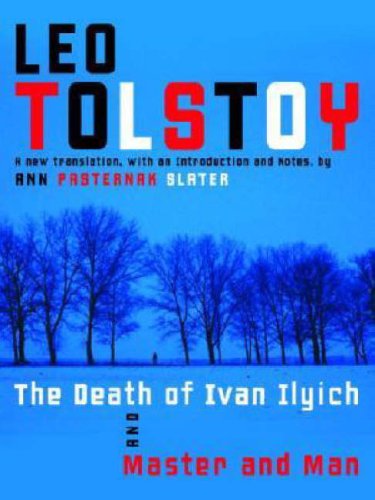 LEO
TOLSTOY
A new translation, with an Introduction and Notes, by
ANN PASTERNAK SLATER
The Death of Ivan Ilyich
AND
Master and Man